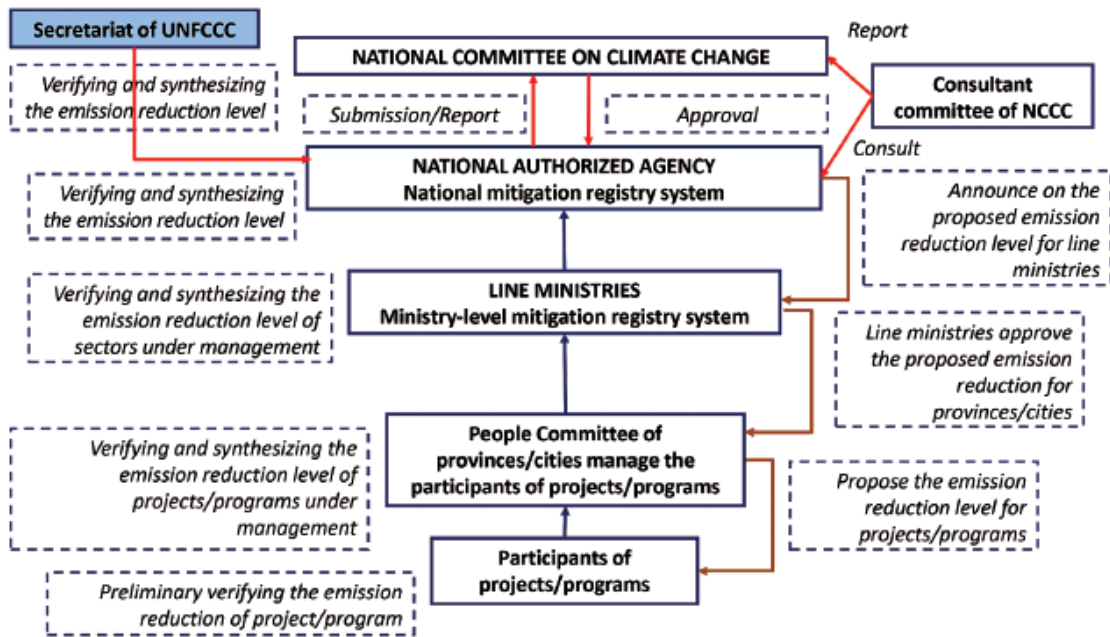 Secretariat of UNFCCC
NATIONAL COMMITTEE ON CLIMATE CHANGE
Report
Verifying and synthesizing
the emission reduction level
Submission/Report
Approval
Consultant
committee of NCCC
Consult
NATIONAL AUTHORIZED AGENCY
National mitigation registry system
Verifying and synthesizing
the emission reduction level
Announce on the
proposed emission
reduction level for line
ministries
LINE MINISTRIES
Ministry-level mitigation registry system
Verifying and synthesizing the
emission reduction level of
sectors under management
Line ministries approve
the proposed emission
reduction for
provinces/cities
People Committee of
provinces/cities manage the
participants of projects/programs
Verifying and synthesizing the
emission reduction level of
projects/programs under
management
Propose the emission
reduction level for
projects/programs
Participants of
projects/programs
Preliminary verifying the emission
reduction of project/program